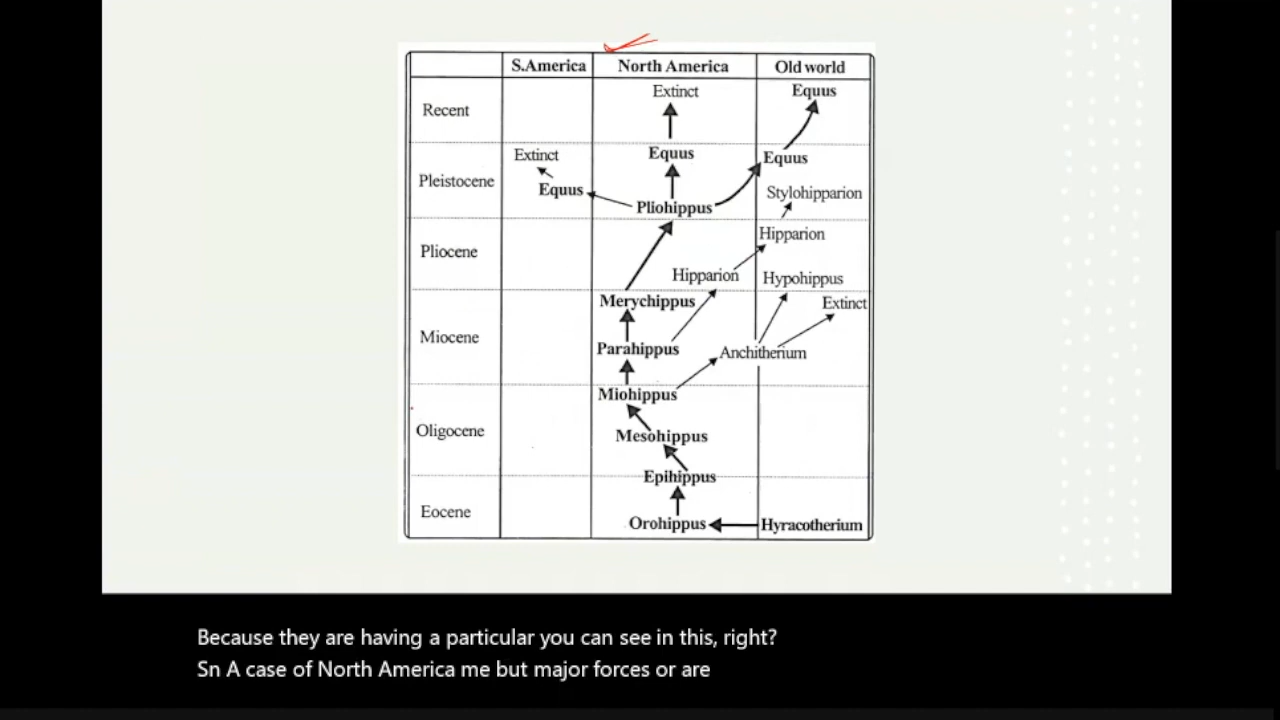 S.America North America Old world
Recent Extinct Equus
Extinct Equus Equus
Pleistocene Equus Stylohipparion
Pliohippus
Hipparion
Pliocene
Hipparion Hypohippus
Merychippus Extinct
Miocene
Parahippus Anchitherium
Miohippus
Oligocene Mesohippus
Epihippus
Eocene
Orohippus Hyracotherium
Because they are having a particular you can see in this, right?
Sn A case of North America me but major forces or are